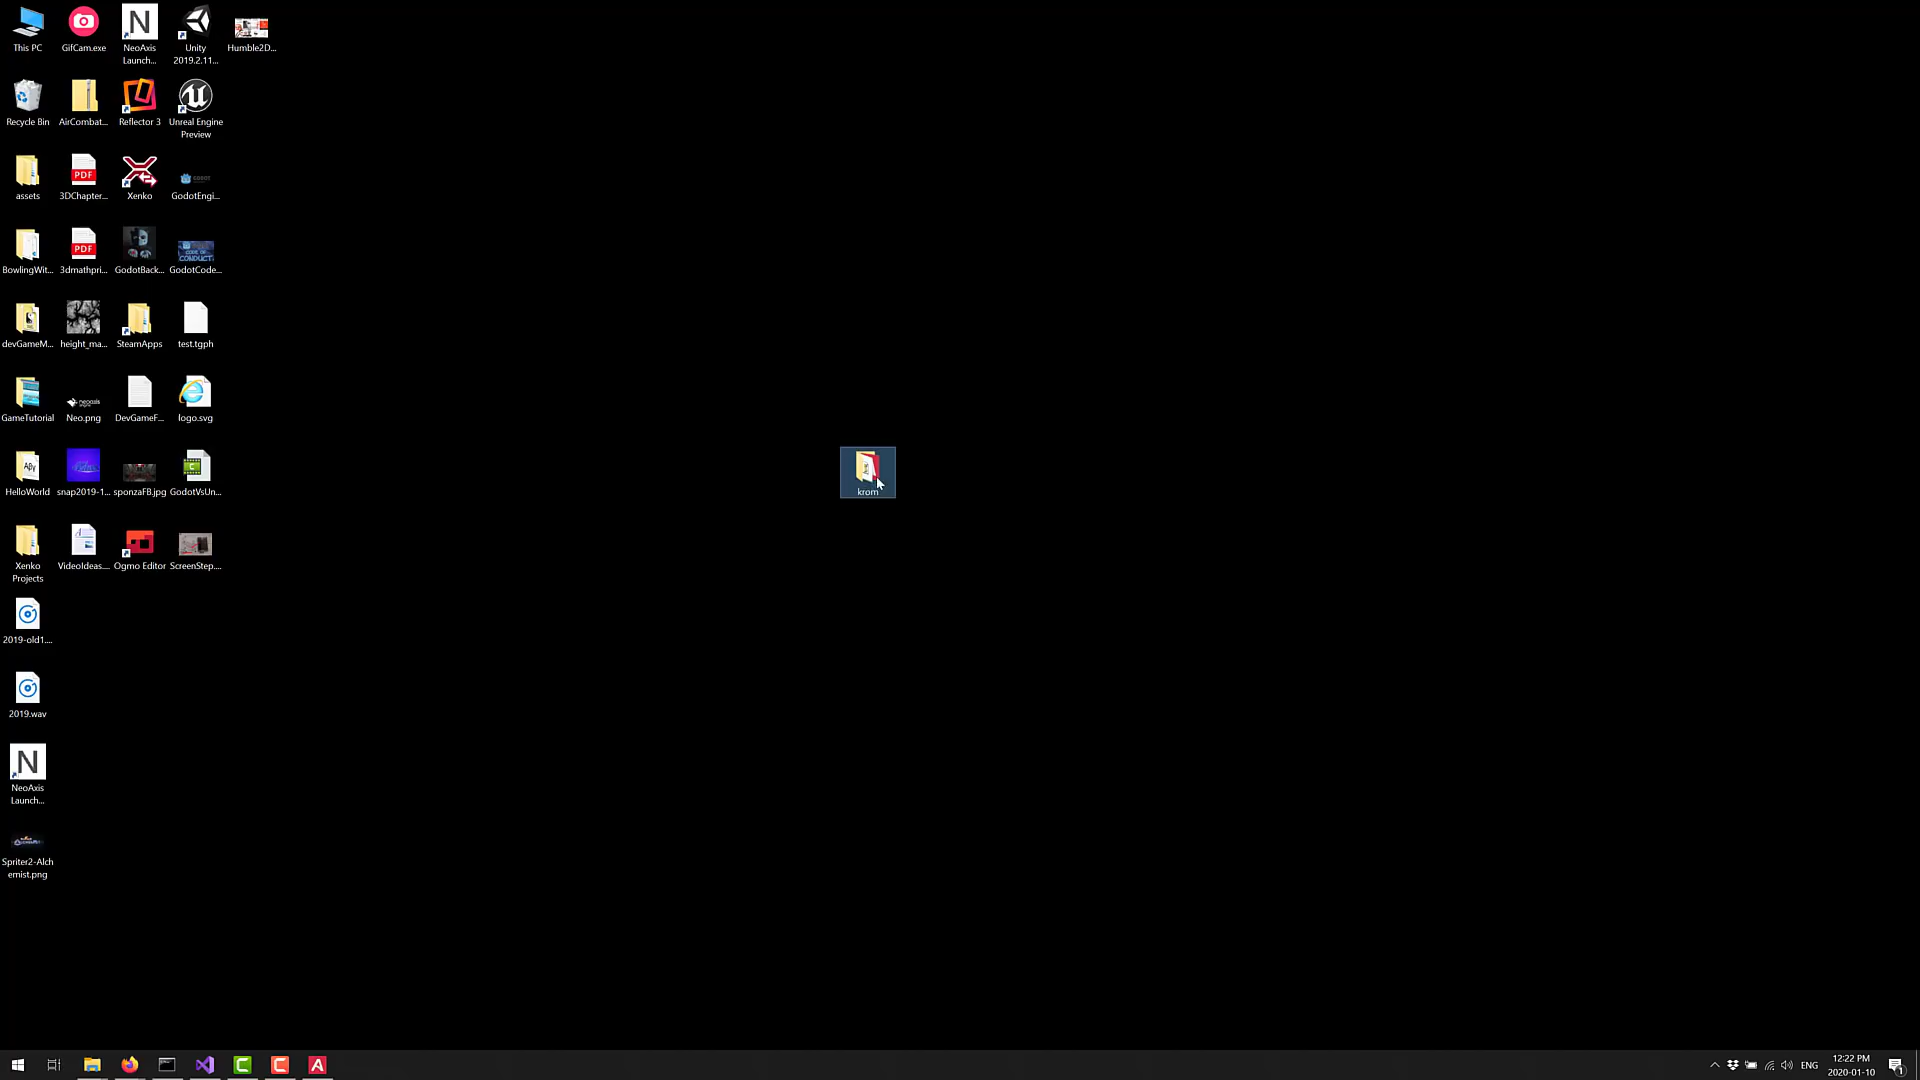 This PC
GifCam.exe
NeoAxis
Launch...
Unity
2019.2.11...
Humble2D...
Recycle Bin
AirCombat...
Reflector 3
Unreal Engine
Preview
assets
3DChapter...
Xenko
GodotEngi...
BowlingWit...
3dmathpri...
GodotBack...
GodotCode...
devGameM...
height_ma...
SteamApps
test.tgph
GameTutorial
Neo.png
DevGameF...
logo.svg
HelloWorld
snap2019-1...
sponzaFB.jpg
GodotVsUn...
krom
Xenko
Projects
VideoIdeas....
Ogmo Editor
ScreenStep....
2019-old1....
2019.wav
NeoAxis
Launch...
Spriter2-Alch
emist.png
ENG
12:22 PM
2020-01-10